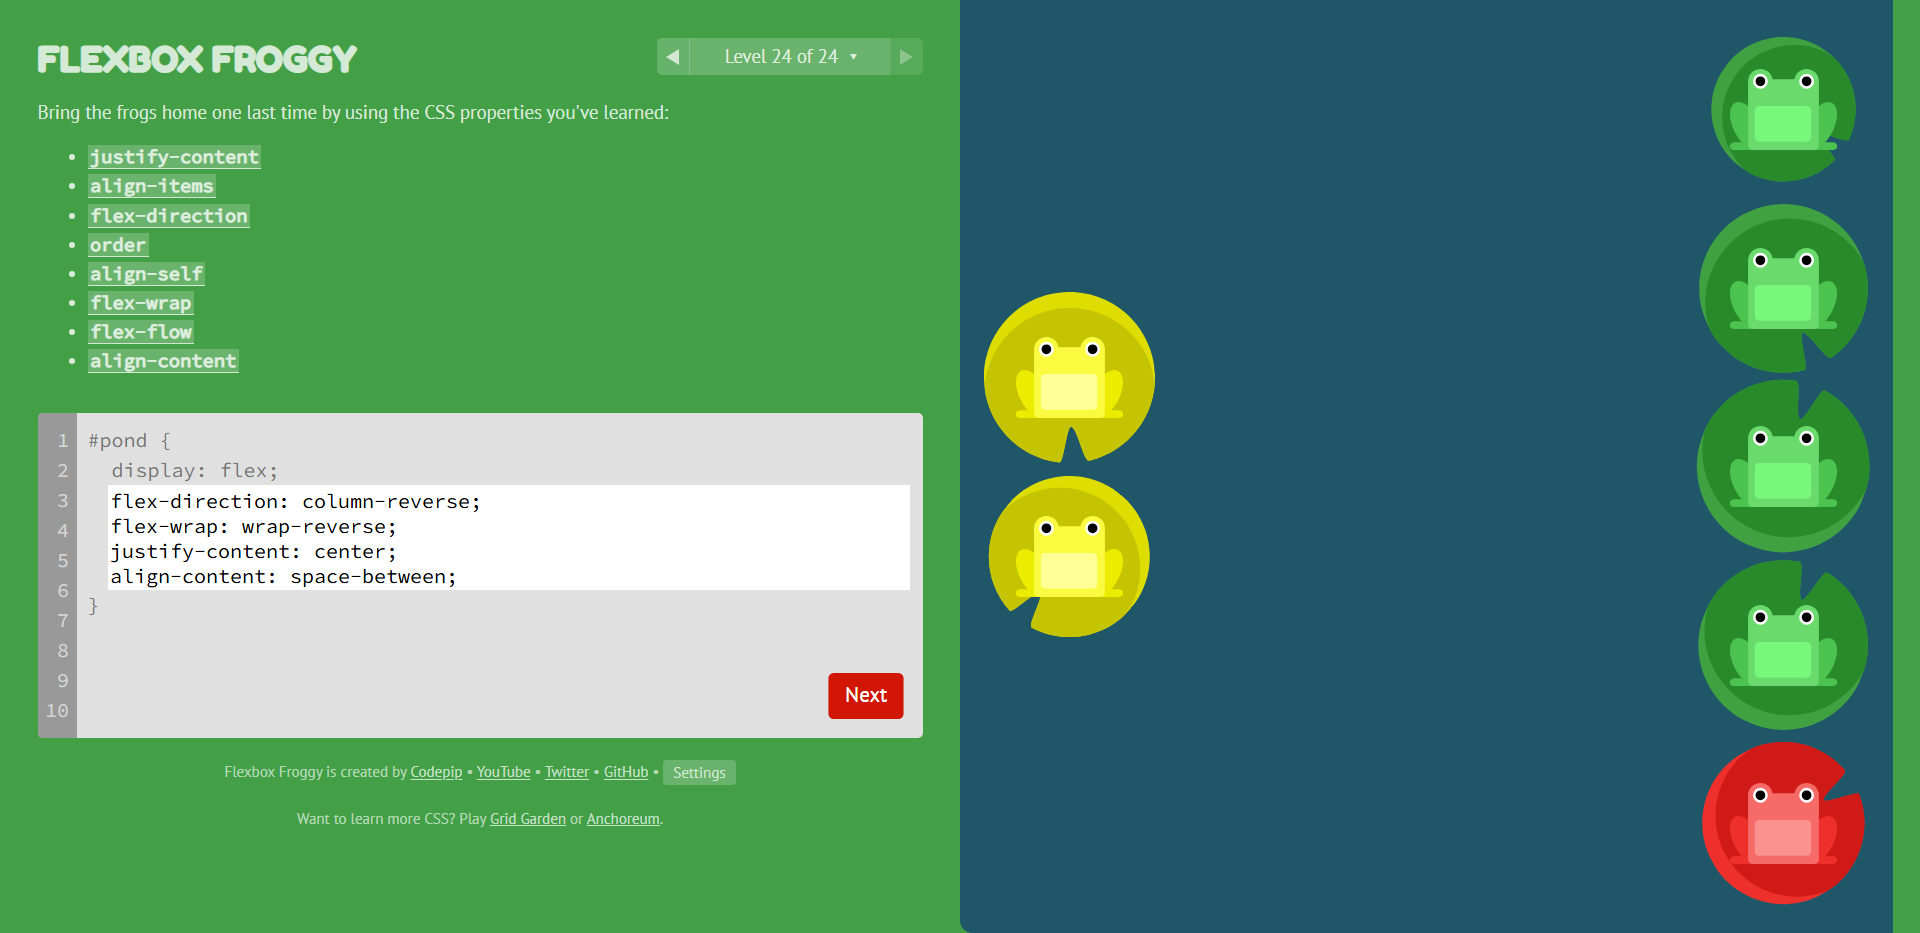 FLEXBOX FROGGY
◀ Level 24 of 24 ▼ ▶
Bring the frogs home one last time by using the CSS properties you've learned:
• justify-content
• align-items
• flex-direction
• order
• align-self
• flex-wrap
• flex-flow
• align-content
1 #pond {
2 display: flex;
3 flex-direction: column-reverse;
4 flex-wrap: wrap-reverse;
5 justify-content: center;
6 align-content: space-between;
7 }
8
9
10
Next
Flexbox Froggy is created by Codepip • YouTube • Twitter • GitHub • Settings
Want to learn more CSS? Play Grid Garden or Anchoreum.